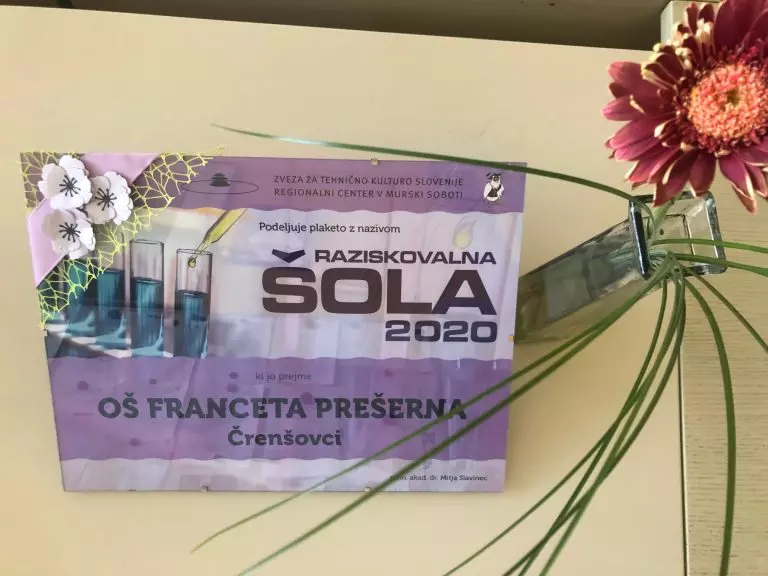 ZVEZA ZA TEHNIČNO KULTURO SLOVENIJE
REGIONALNI CENTER V MURSKI SOBOTI
Podeljuje plaketo z nazivom
RAZISKOVALNA
ŠOLA
2020
ki jo prejme
OŠ FRANCETA PREŠERNA
Črenšovci
akad. dr. Mitja Slavinec